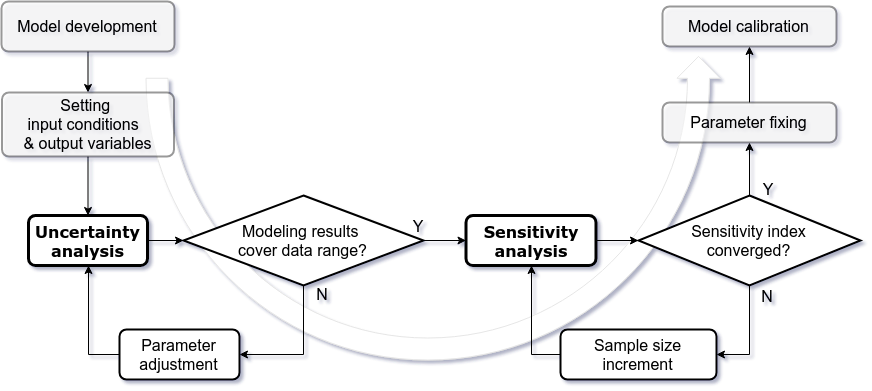 Model development
Setting
input conditions
& output variables
Uncertainty
analysis
Modeling results
cover data range?
Y
N
Parameter
adjustment
Sensitivity
analysis
Sensitivity index
converged?
Y
N
Sample size
increment
Parameter fixing
Model calibration